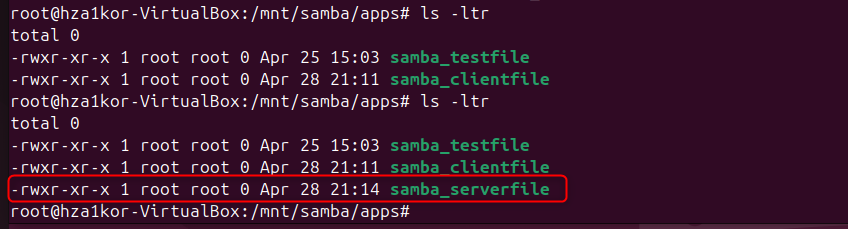 root@hza1kor-VirtualBox:/mnt/samba/apps# ls -ltr
total 0
-rwxr-xr-x 1 root root 0 Apr 25 15:03 samba_testfile
-rwxr-xr-x 1 root root 0 Apr 28 21:11 samba_clientfile
root@hza1kor-VirtualBox:/mnt/samba/apps# ls -ltr
total 0
-rwxr-xr-x 1 root root 0 Apr 25 15:03 samba_testfile
-rwxr-xr-x 1 root root 0 Apr 28 21:11 samba_clientfile
-rwxr-xr-x 1 root root 0 Apr 28 21:14 samba_serverfile
root@hza1kor-VirtualBox:/mnt/samba/apps#